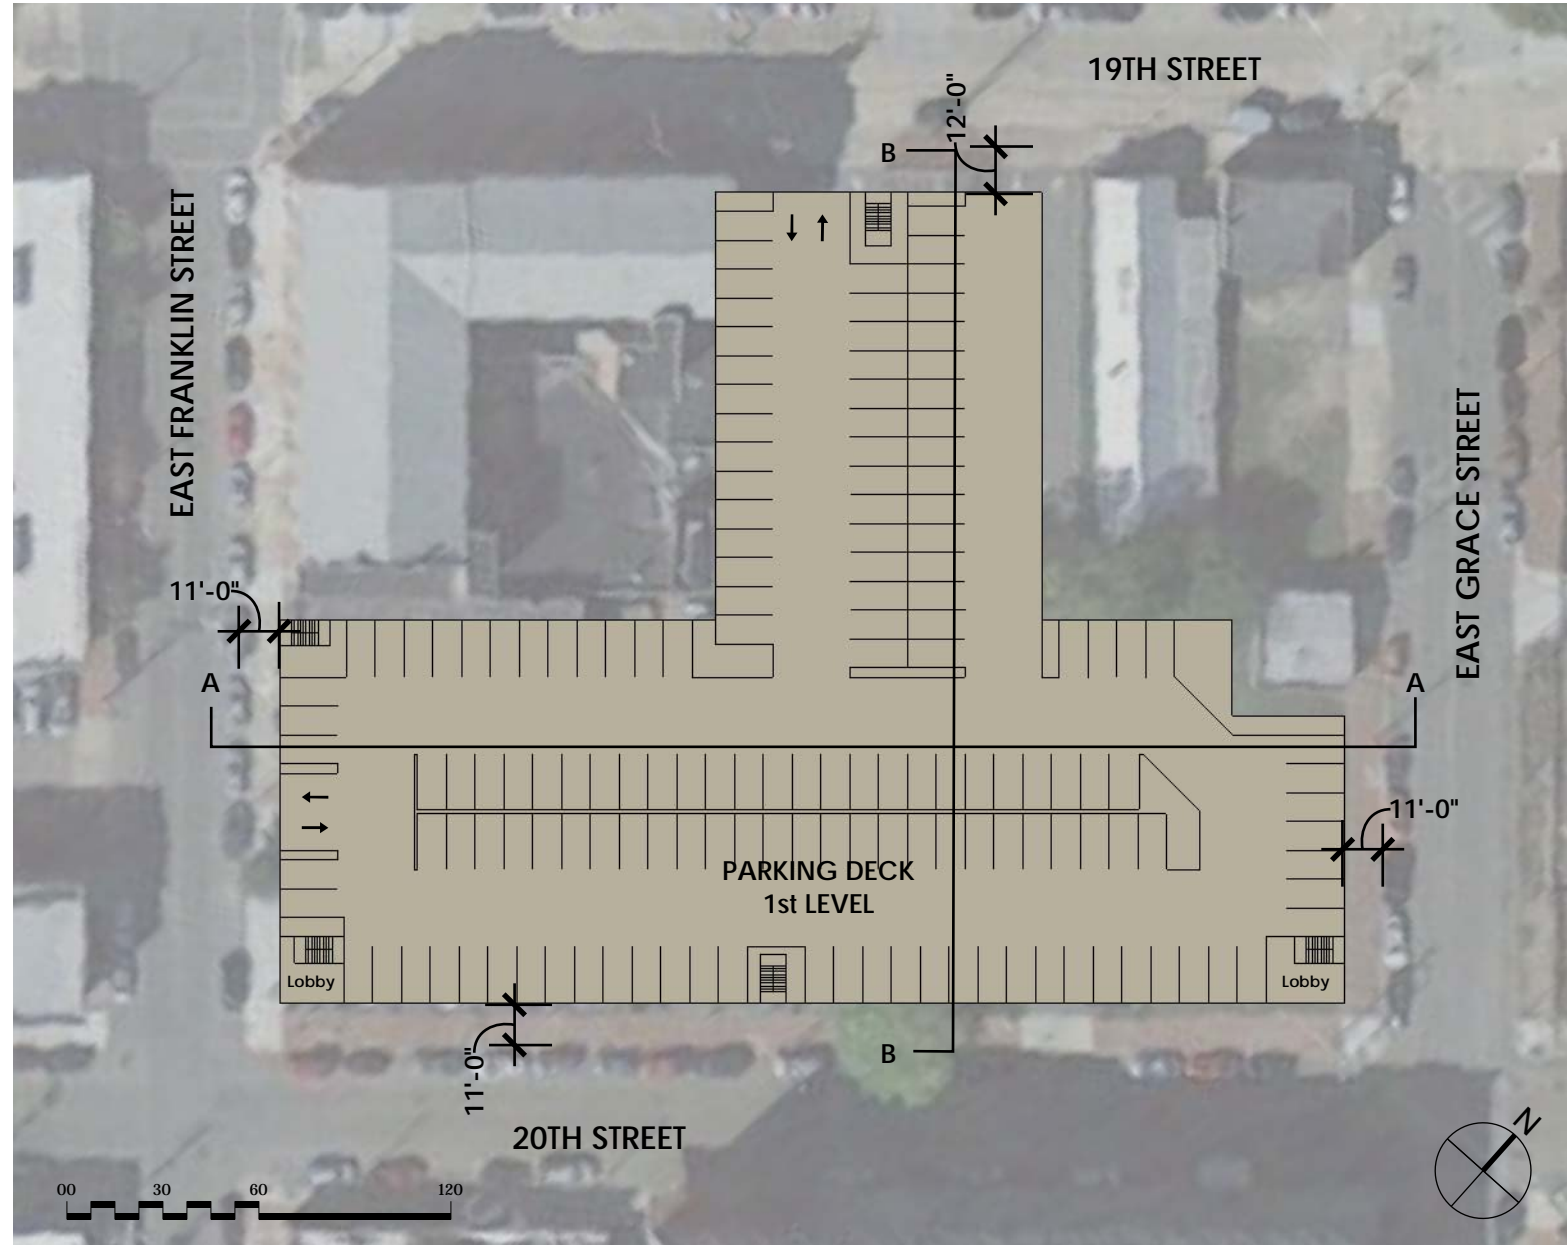 19TH STREET
12'-0"
B
EAST FRANKLIN STREET
EAST GRACE STREET
11'-0"
A
A
11'-0"
PARKING DECK
1st LEVEL
Lobby
Lobby
B
11'-0"
20TH STREET
N
00 30 60 120